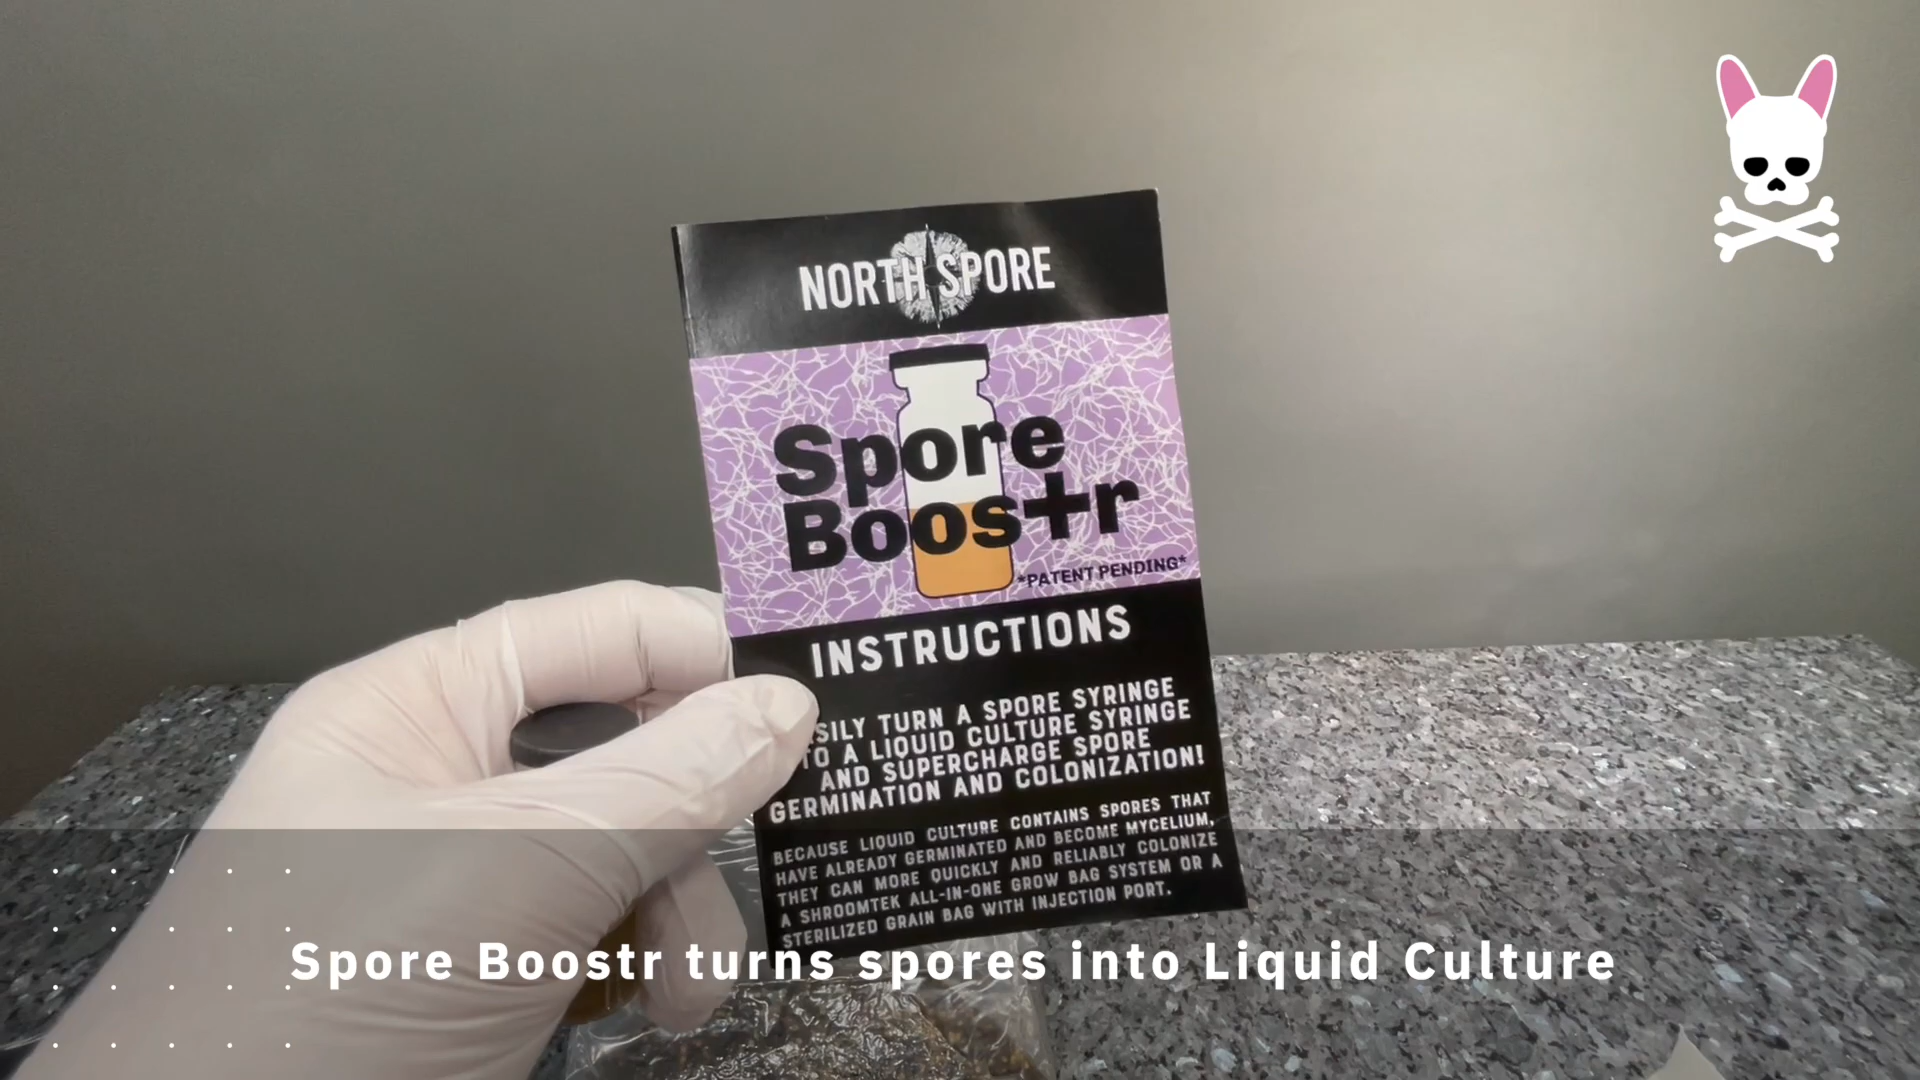 NORTH SPORE
Spore
Boos+r
*PATENT PENDING*
INSTRUCTIONS
SILY TURN A SPORE SYRINGE
TO A LIQUID CULTURE SYRINGE
AND SUPERCHARGE SPORE
GERMINATION AND COLONIZATION!
BECAUSE LIQUID CULTURE CONTAINS SPORES THAT
HAVE ALREADY GERMINATED AND BECOME MYCELIUM,
THEY CAN MORE QUICKLY AND RELIABLY COLONIZE
A SHROOMTEK ALL-IN-ONE GROW BAG SYSTEM OR A
STERILIZED GRAIN BAG WITH INJECTION PORT.
Spore Boostr turns spores into Liquid Culture